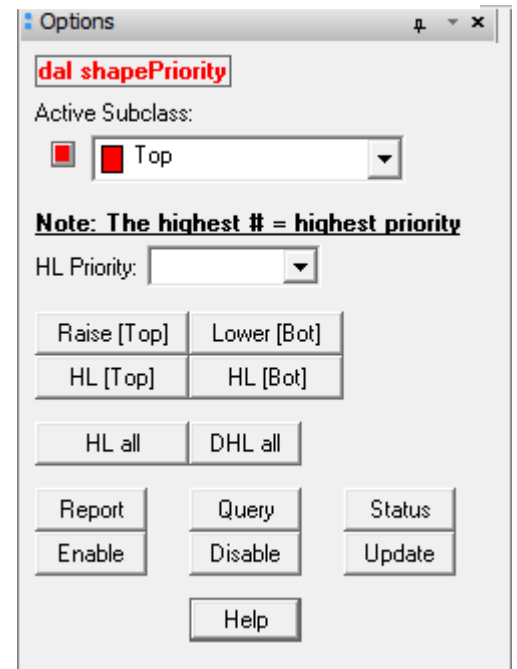 Options
dal shapePriority
Active Subclass:
Top
Note: The highest # = highest priority
HL Priority:
Raise [Top] Lower [Bot]
HL [Top] HL [Bot]
HL all DHL all
Report Query Status
Enable Disable Update
Help